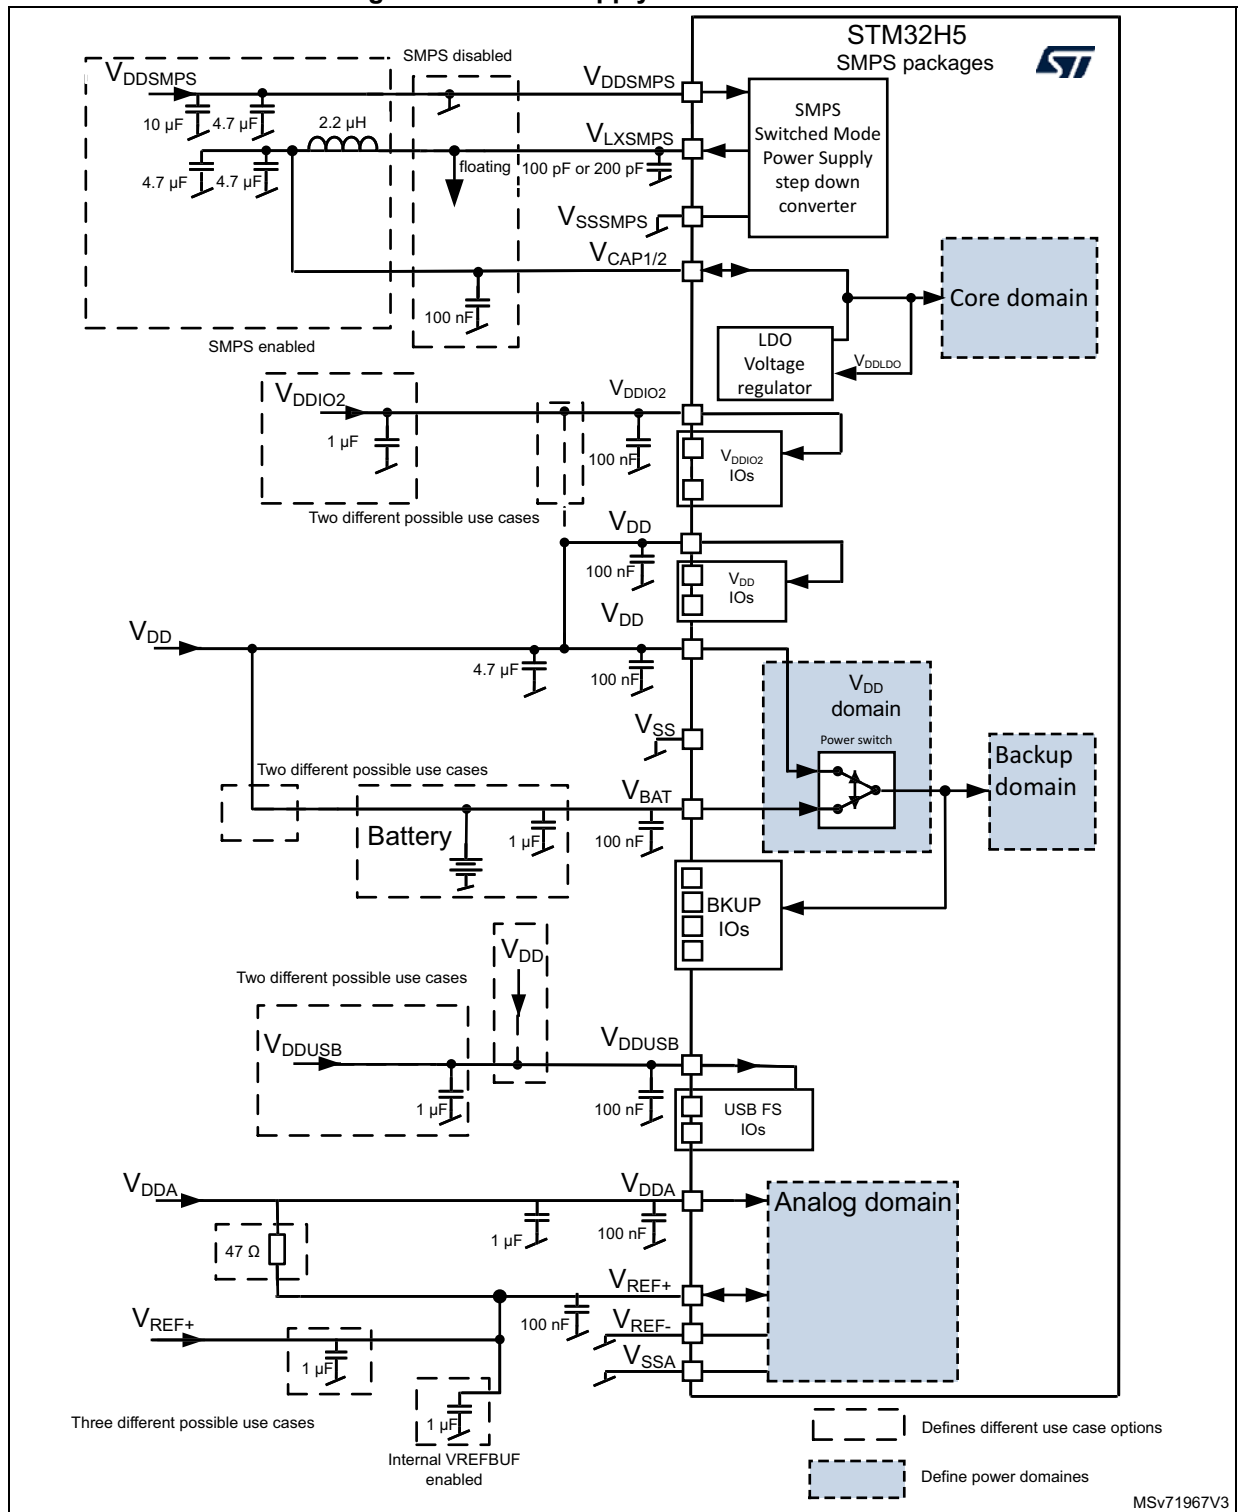 STM32H5
SMPS packages
ST
SMPS disabled
VDDSMPS
VDDSMPS
10 µF
4.7 µF
2.2 µH
VLXSMPS
SMPS
Switched Mode
Power Supply
step down
converter
4.7 µF
4.7 µF
floating
100 pF or 200 pF
VSSSMPS
VCAP1/2
100 nF
SMPS enabled
Core domain
LDO
Voltage
regulator
VDDLDO
VDDIO2
VDDIO2
1 µF
100 nF
VDDIO2
IOs
Two different possible use cases
VDD
100 nF
VDD
IOs
VDD
VDD
4.7 µF
100 nF
VDD
domain
Power switch
VSS
Backup
domain
Two different possible use cases
VBAT
Battery
1 µF
100 nF
BKUP
IOs
VDD
Two different possible use cases
VDDUSB
VDDUSB
1 µF
100 nF
USB FS
IOs
VDDA
VDDA
Analog domain
1 µF
100 nF
47 Ω
VREF+
VREF+
100 nF
VREF-
1 µF
VSSA
Three different possible use cases
1 µF
Internal VREFBUF
enabled
Defines different use case options
Define power domaines
MSv71967V3